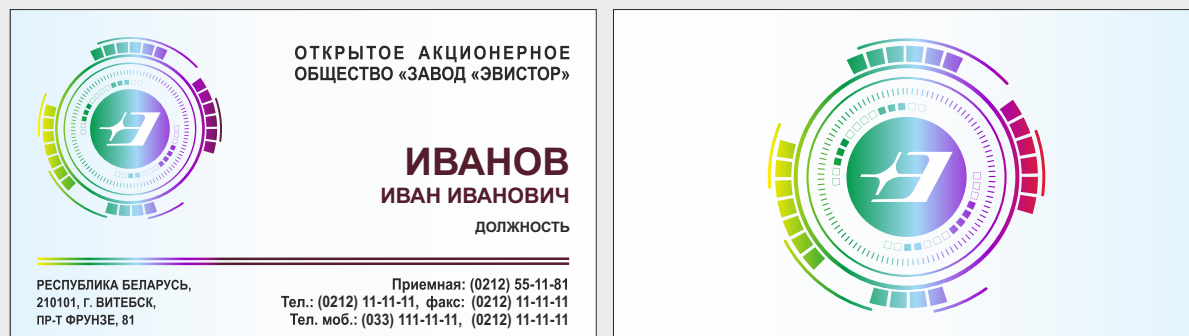 ОТКРЫТОЕ АКЦИОНЕРНОЕ
ОБЩЕСТВО «ЗАВОД «ЭВИСТОР»
ИВАНОВ
ИВАН ИВАНОВИЧ
ДОЛЖНОСТЬ
РЕСПУБЛИКА БЕЛАРУСЬ,
210101, г. ВИТЕБСК,
ПР-Т ФРУНЗЕ, 81
Приемная: (0212) 55-11-81
Тел.: (0212) 11-11-11, факс: (0212) 11-11-11
Тел. моб.: (033) 111-11-11, (0212) 11-11-11